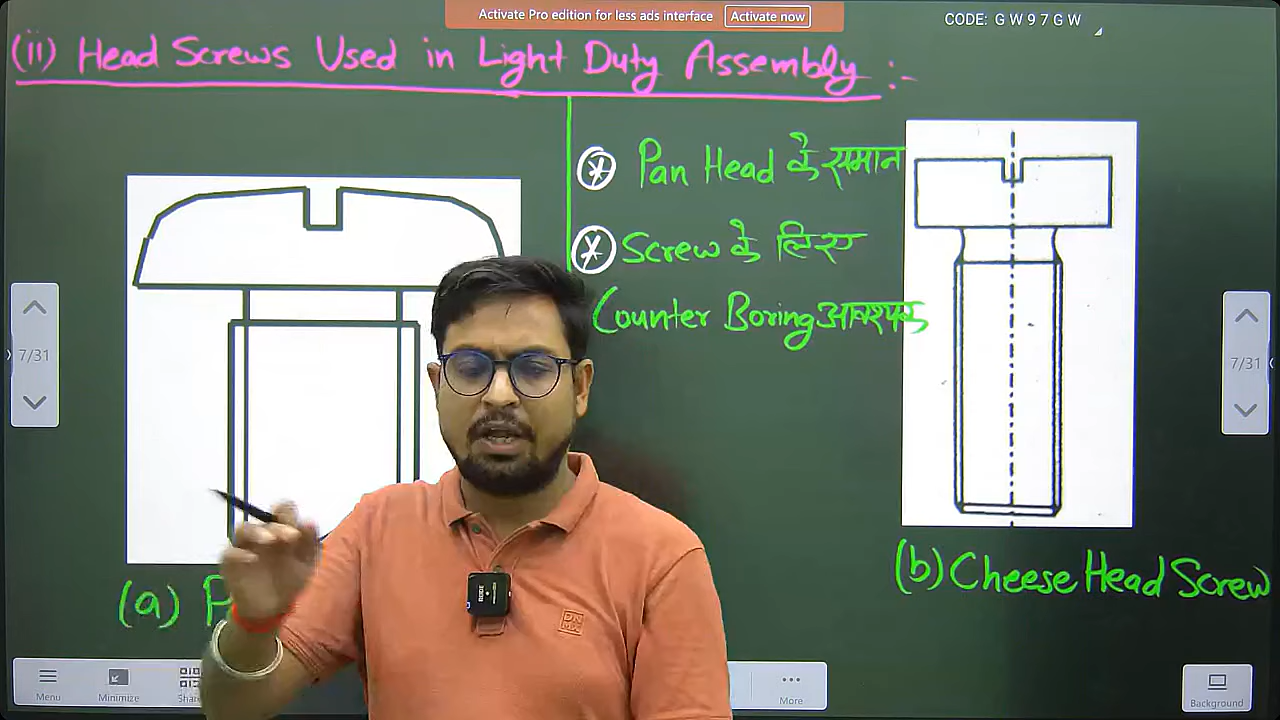 Activate Pro edition for less ads interface Activate now
CODE: G W 9 7 G W
(ii) Head Screws Used in Light Duty Assembly :-
Pan Head के समान
Screw के लिए
Counter Boring आवश्यक
7/31
7/31
(a) P
(b) Cheese Head Screw
Menu
Minimize
Shar
More
Background